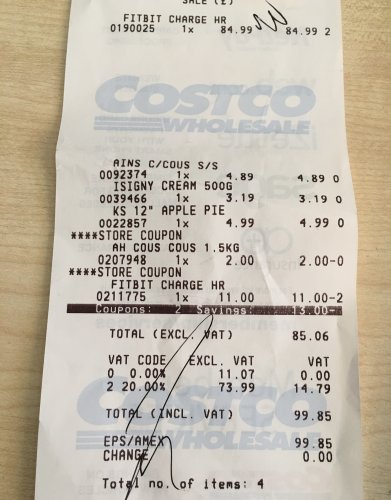 SALE (£)
FITBIT CHARGE HR
0190025 1x 84.99 84.99 2
COSTCO
WHOLESALE
AINS C/COUS S/S
0092374 1x 4.89 4.89 0
ISIGNY CREAM 500G
0039466 1x 3.19 3.19 0
KS 12" APPLE PIE
0022857 1x 4.99 4.99 0
****STORE COUPON
AH COUS COUS 1.5KG
0207948 1x 2.00 2.00-0
****STORE COUPON
FITBIT CHARGE HR
0211775 1x 11.00 11.00-2
Coupons: 2 Savings: 13.00-
TOTAL (EXCL. VAT) 85.06
VAT CODE EXCL. VAT VAT
0 0.00% 11.07 0.00
2 20.00% 73.99 14.79
COSTCO
WHOLESALE
TOTAL (INCL. VAT) 99.85
EPS/AMEX 99.85
CHANGE 0.00
Total no. of items: 4